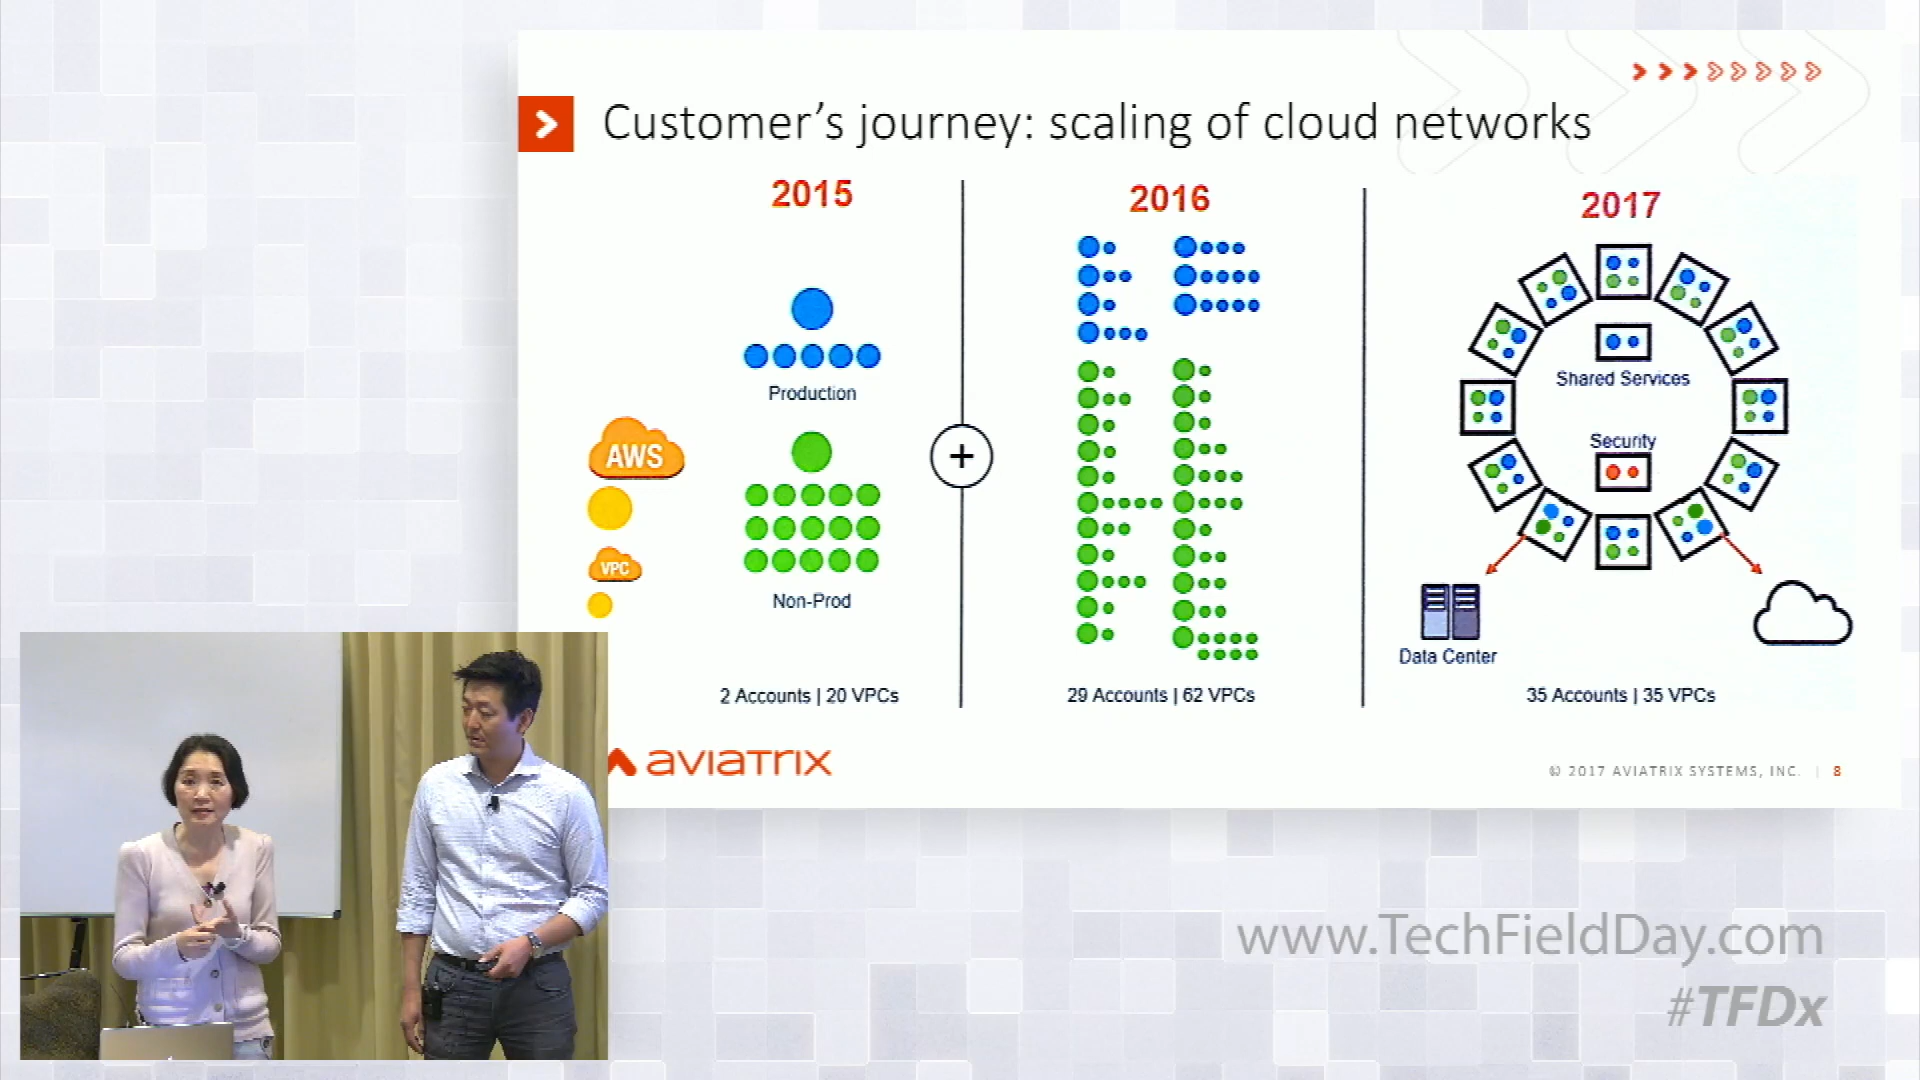 Customer's journey: scaling of cloud networks
2015
2016
2017
Production
Shared Services
AWS
Security
VPC
Non-Prod
Data Center
2 Accounts | 20 VPCs
29 Accounts | 62 VPCs
35 Accounts | 35 VPCs
aviatrix
© 2017 AVIATRIX SYSTEMS, INC. | 8
www.TechFieldDay.com
#TFDx